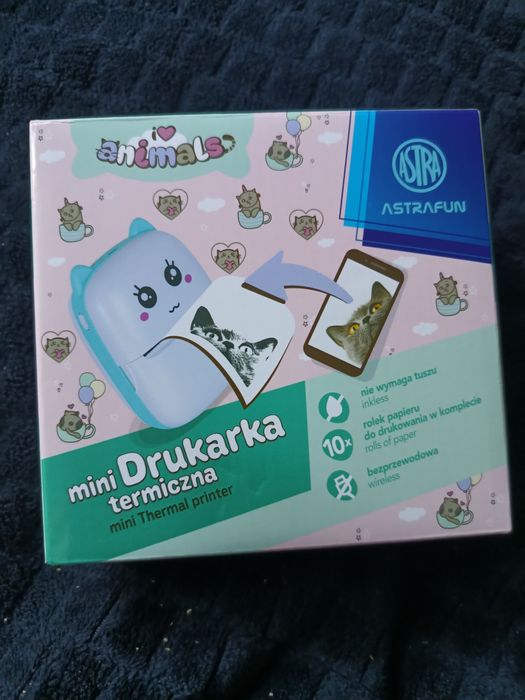 i
animals
ASTRA
ASTRAFUN
mini Drukarka
termiczna
mini Thermal printer
nie wymaga tuszu
inkless
10x
rolek papieru
do drukowania w komplecie
rolls of paper
bezprzewodowa
wireless